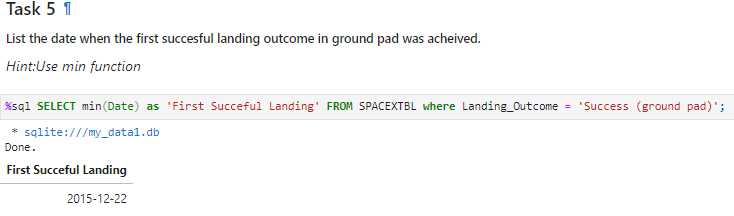 Task 5 ¶
List the date when the first succesful landing outcome in ground pad was acheived.
Hint:Use min function
%sql SELECT min(Date) as 'First Succeful Landing' FROM SPACEXTBL where Landing_Outcome = 'Success (ground pad)';
* sqlite:///my_data1.db
Done.
First Succeful Landing
2015-12-22